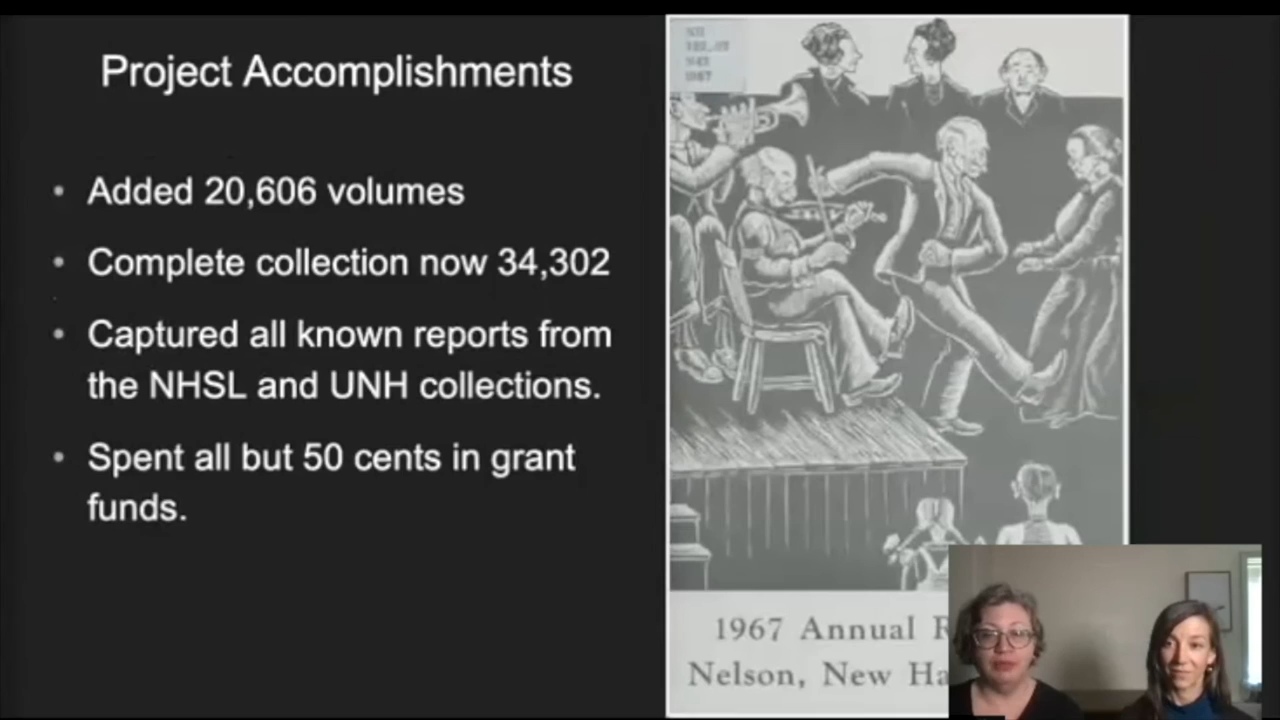 Project Accomplishments
• Added 20,606 volumes
• Complete collection now 34,302
• Captured all known reports from
the NHSL and UNH collections.
• Spent all but 50 cents in grant
funds.
1967 Annual
Nelson, New